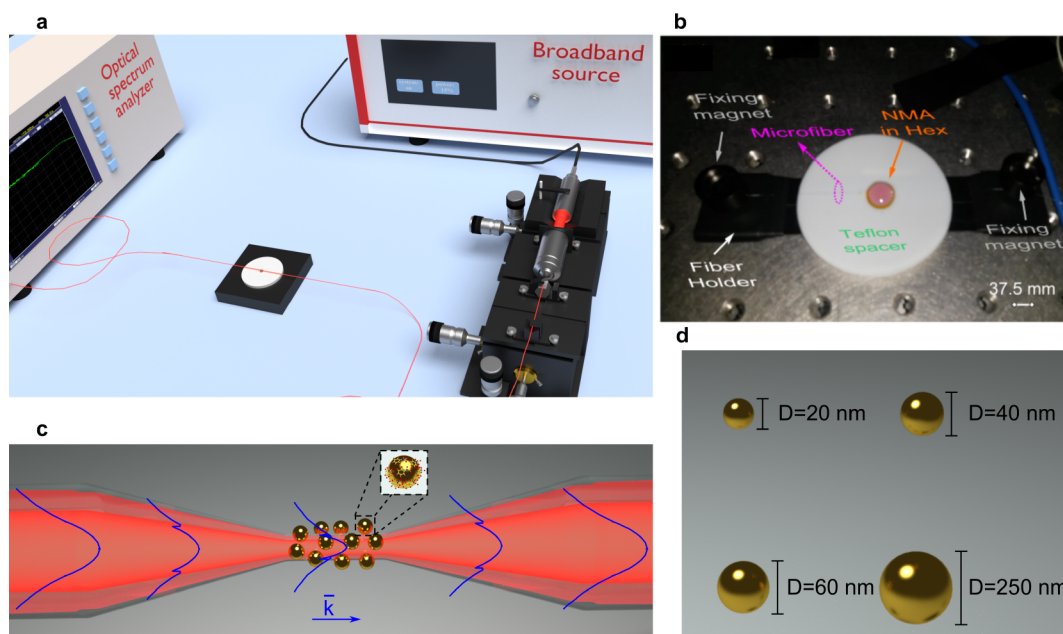 a
Optical
spectrum
analyzer
Broadband
source
b
Fixing
magnet
NMA
in Hex
Microfiber
Teflon
spacer
Fixing
magnet
Fiber
Holder
37.5 mm
c
k
d
D=20 nm
D=40 nm
D=60 nm
D=250 nm